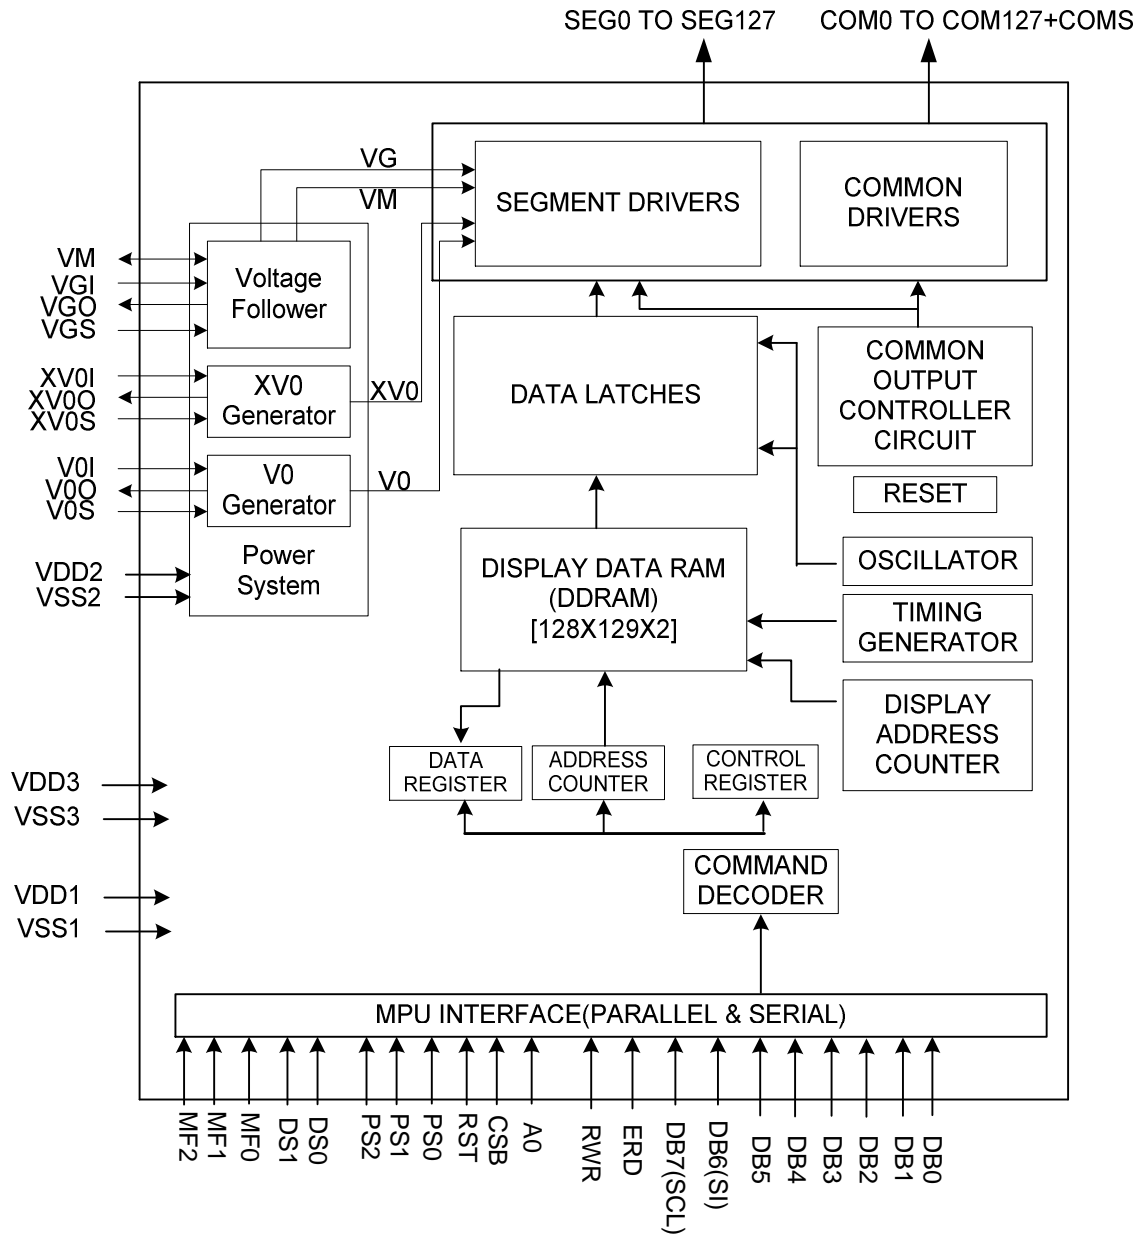 SEG0 TO SEG127
COM0 TO COM127+COMS
VG
VM
SEGMENT DRIVERS
COMMON
DRIVERS
VM
VGI
VGO
VGS
Voltage
Follower
XV0I
XV0O
XV0S
XV0
Generator
XV0
V0I
V0O
V0S
V0
Generator
V0
Power
System
VDD2
VSS2
DATA LATCHES
COMMON
OUTPUT
CONTROLLER
CIRCUIT
RESET
OSCILLATOR
DISPLAY DATA RAM
(DDRAM)
[128X129X2]
TIMING
GENERATOR
DISPLAY
ADDRESS
COUNTER
DATA
REGISTER
ADDRESS
COUNTER
CONTROL
REGISTER
VDD3
VSS3
COMMAND
DECODER
VDD1
VSS1
MPU INTERFACE(PARALLEL & SERIAL)
MF2
MF1
MF0
DS1
DS0
PS2
PS1
PS0
RST
CSB
A0
RWR
ERD
DB7(SCL)
DB6(SI)
DB5
DB4
DB3
DB2
DB1
DB0